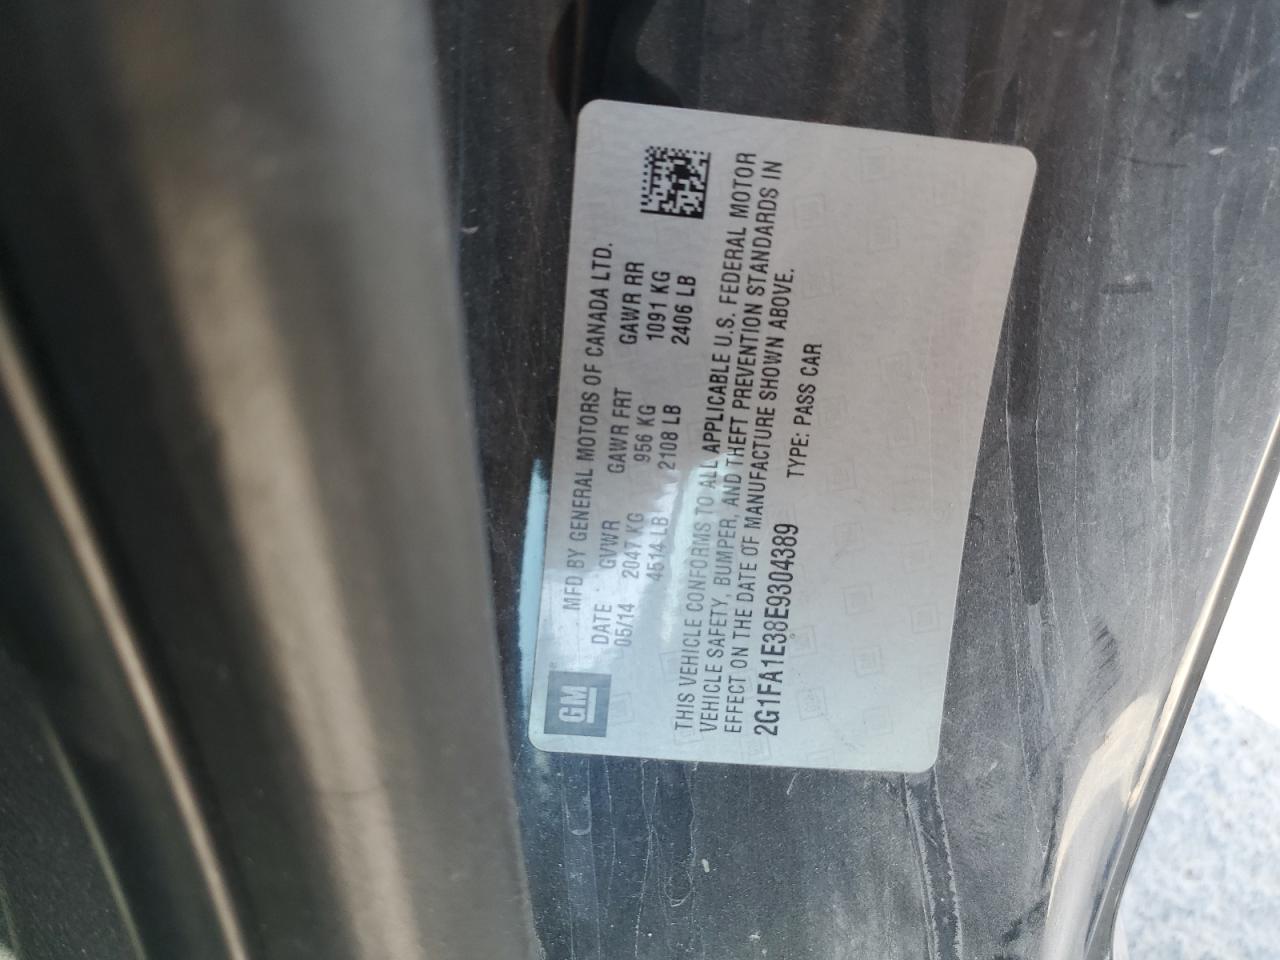 GM
MFD BY GENERAL MOTORS OF CANADA LTD.
DATE GVWR GAWR FRT GAWR RR
05/14 2047 KG 956 KG 1091 KG
4514 LB 2108 LB 2406 LB
THIS VEHICLE CONFORMS TO ALL APPLICABLE U.S. FEDERAL MOTOR
VEHICLE SAFETY, BUMPER, AND THEFT PREVENTION STANDARDS IN
EFFECT ON THE DATE OF MANUFACTURE SHOWN ABOVE.
2G1FA1E38E9304389 TYPE: PASS CAR